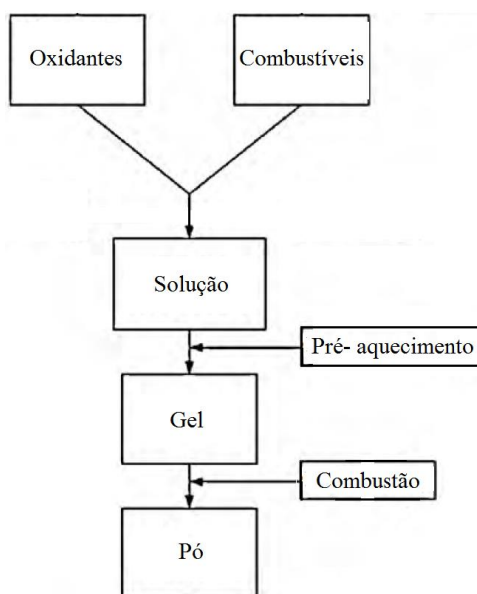 Oxidantes
Combustíveis
Solução
Pré- aquecimento
Gel
Combustão
Pó